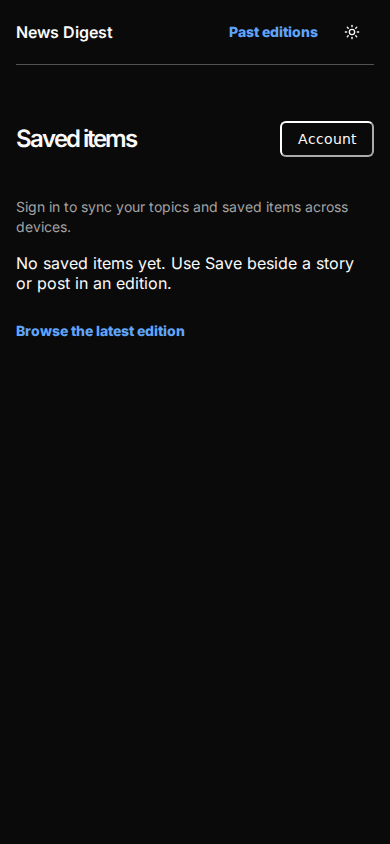 News Digest
Past editions
Saved items
Account
Sign in to sync your topics and saved items across
devices.
No saved items yet. Use Save beside a story
or post in an edition.
Browse the latest edition